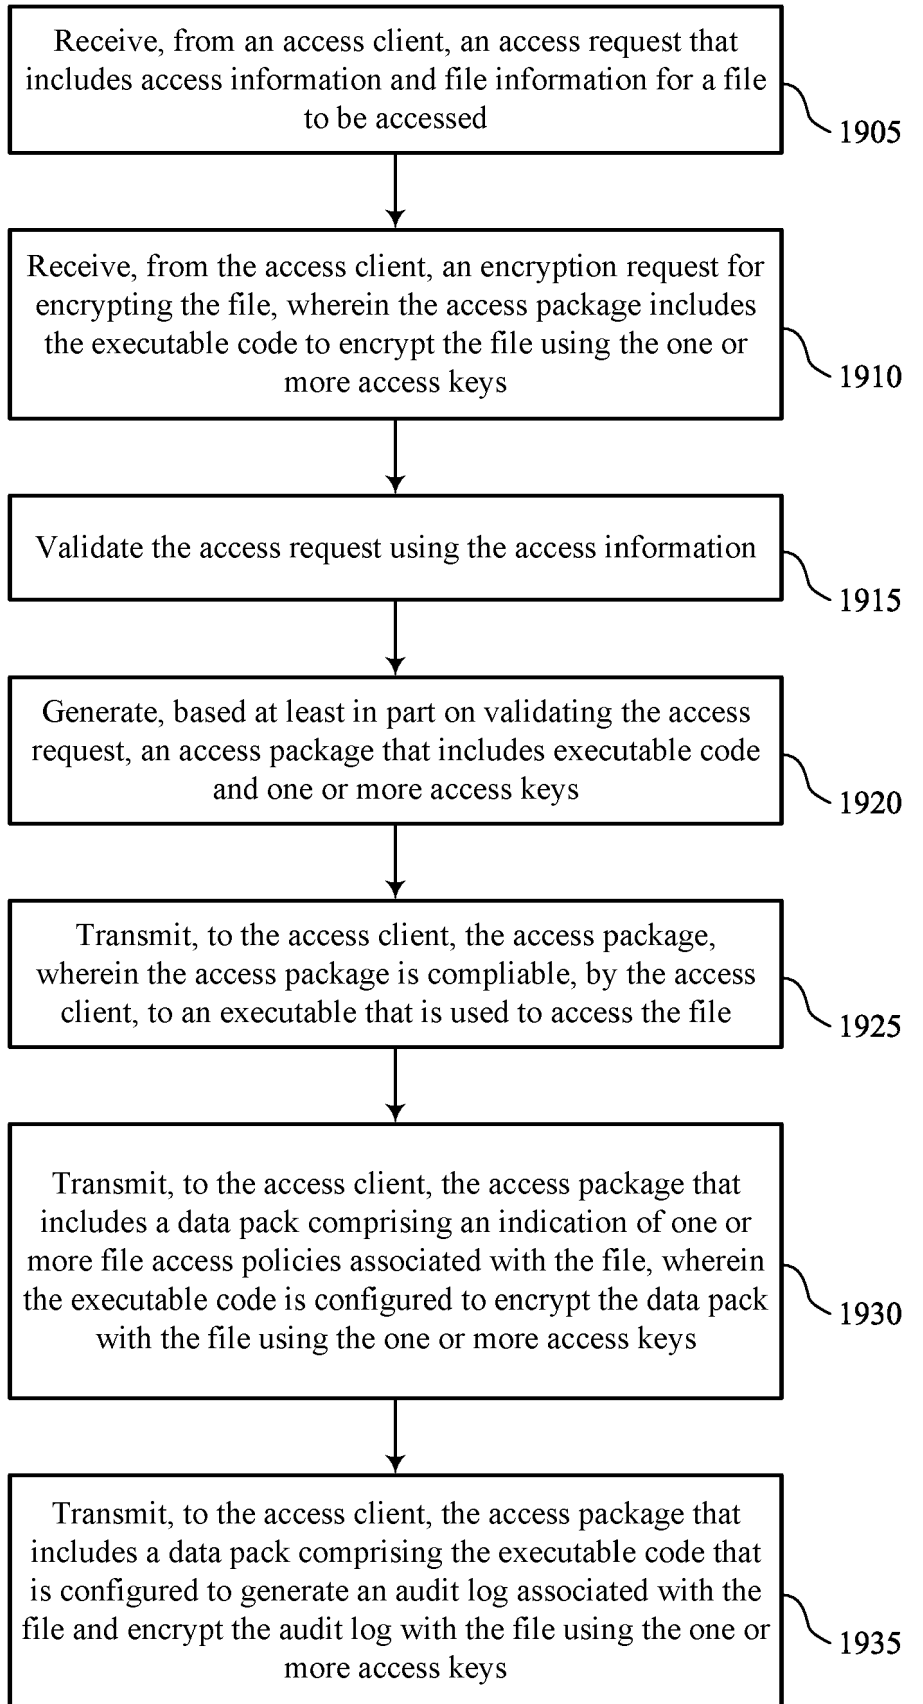 Receive, from an access client, an access request that
includes access information and file information for a file
to be accessed
1905
Receive, from the access client, an encryption request for
encrypting the file, wherein the access package includes
the executable code to encrypt the file using the one or
more access keys
1910
Validate the access request using the access information
1915
Generate, based at least in part on validating the access
request, an access package that includes executable code
and one or more access keys
1920
Transmit, to the access client, the access package,
wherein the access package is compliable, by the access
client, to an executable that is used to access the file
1925
Transmit, to the access client, the access package that
includes a data pack comprising an indication of one or
more file access policies associated with the file, wherein
the executable code is configured to encrypt the data pack
with the file using the one or more access keys
1930
Transmit, to the access client, the access package that
includes a data pack comprising the executable code that
is configured to generate an audit log associated with the
file and encrypt the audit log with the file using the one or
more access keys
1935